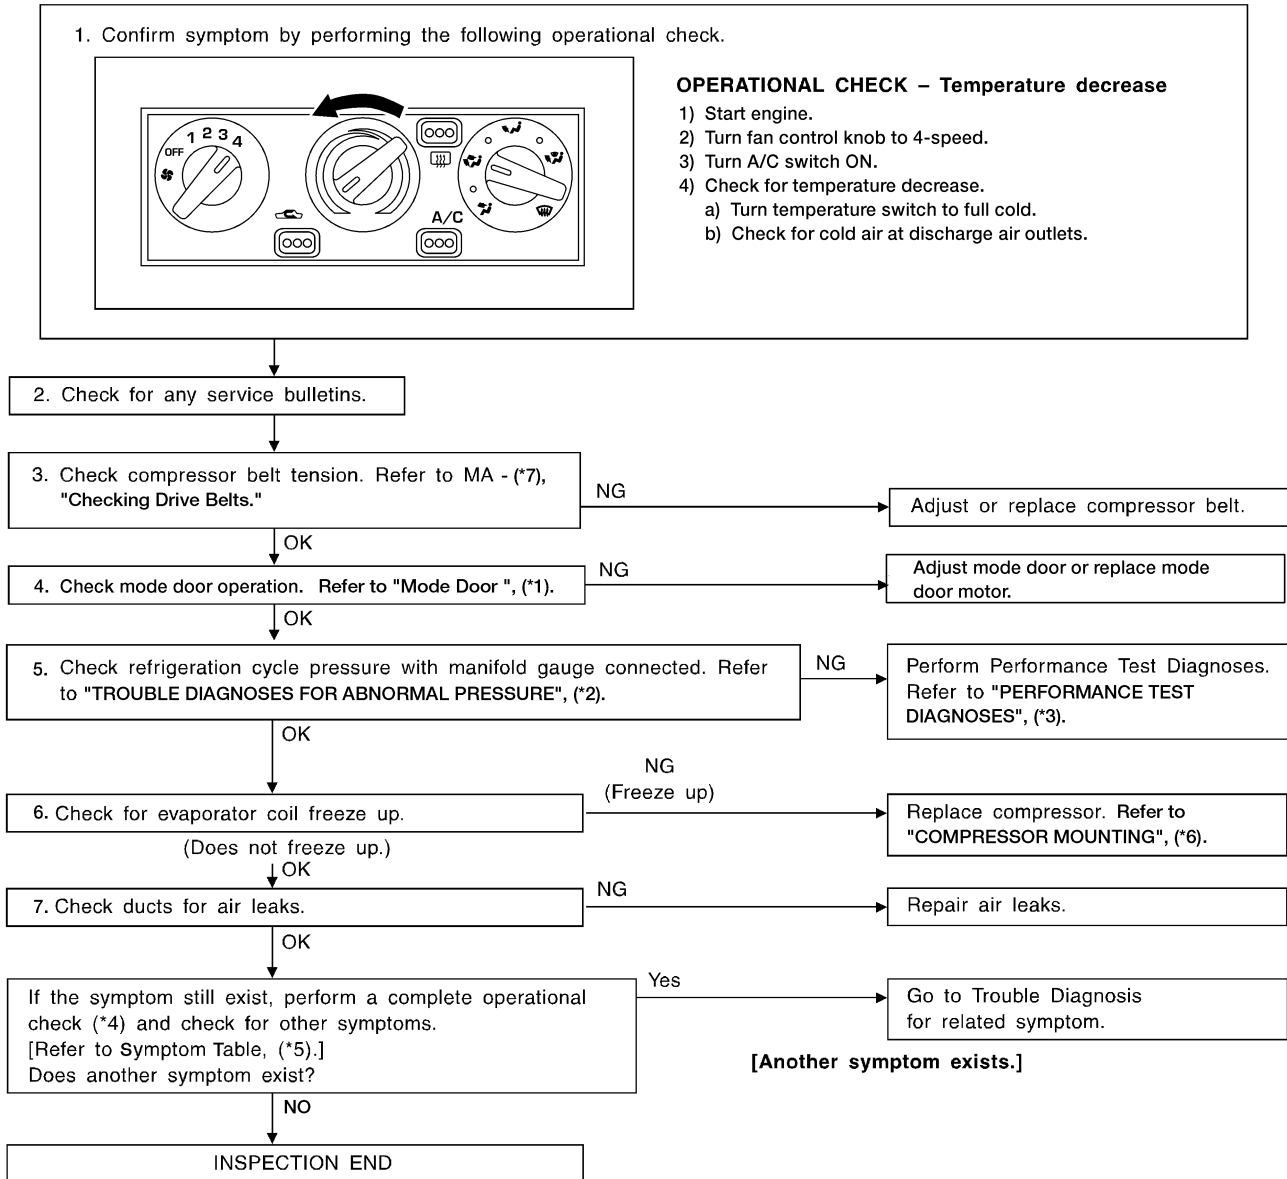 1. Confirm symptom by performing the following operational check.
OFF
1
2
3
4
A/C
OPERATIONAL CHECK – Temperature decrease
1) Start engine.
2) Turn fan control knob to 4-speed.
3) Turn A/C switch ON.
4) Check for temperature decrease.
a) Turn temperature switch to full cold.
b) Check for cold air at discharge air outlets.
2. Check for any service bulletins.
3. Check compressor belt tension. Refer to MA - (*7),
"Checking Drive Belts."
NG
Adjust or replace compressor belt.
OK
4. Check mode door operation. Refer to "Mode Door ", (*1).
NG
Adjust mode door or replace mode
door motor.
OK
5. Check refrigeration cycle pressure with manifold gauge connected. Refer
to "TROUBLE DIAGNOSES FOR ABNORMAL PRESSURE", (*2).
NG
Perform Performance Test Diagnoses.
Refer to "PERFORMANCE TEST
DIAGNOSES", (*3).
OK
6. Check for evaporator coil freeze up.
NG
(Freeze up)
Replace compressor. Refer to
"COMPRESSOR MOUNTING", (*6).
(Does not freeze up.)
OK
7. Check ducts for air leaks.
NG
Repair air leaks.
OK
If the symptom still exist, perform a complete operational
check (*4) and check for other symptoms.
[Refer to Symptom Table, (*5).]
Does another symptom exist?
Yes
Go to Trouble Diagnosis
for related symptom.
[Another symptom exists.]
NO
INSPECTION END